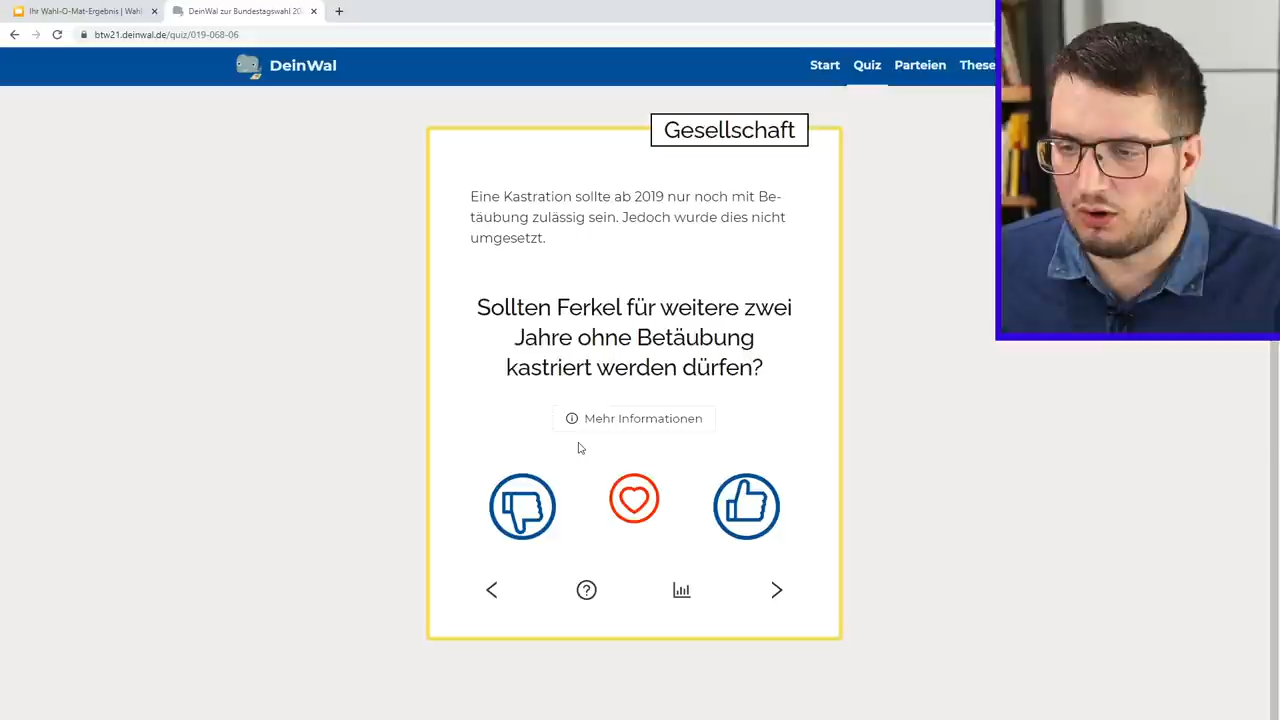 Ihr Wahl-O-Mat-Ergebnis | Wahl
DeinWal zur Bundestagswahl 20
btw21.deinwal.de/quiz/019-068-06
DeinWal
Start
Quiz
Parteien
These
Gesellschaft
Eine Kastration sollte ab 2019 nur noch mit Be-
täubung zulässig sein. Jedoch wurde dies nicht
umgesetzt.
Sollten Ferkel für weitere zwei
Jahre ohne Betäubung
kastriert werden dürfen?
Mehr Informationen